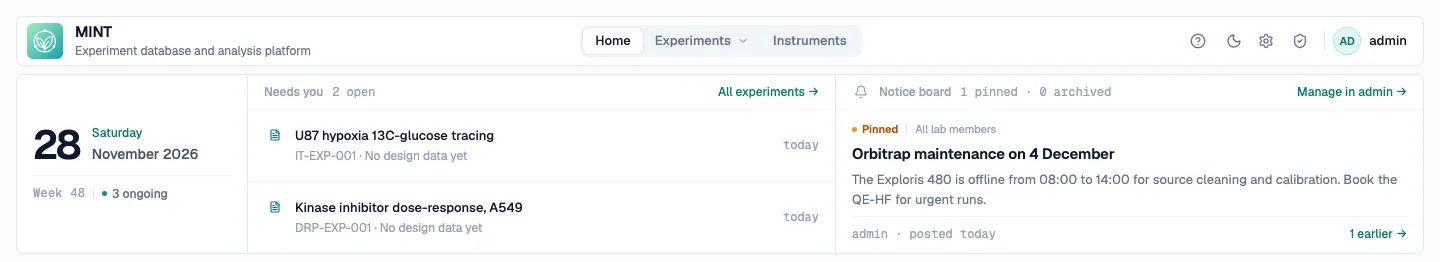 MINT
Experiment database and analysis platform
Home
Experiments
Instruments
AD
admin
28
Saturday
November 2026
Week 48
3 ongoing
Needs you 2 open
All experiments →
U87 hypoxia 13C-glucose tracing
IT-EXP-001 · No design data yet
today
Kinase inhibitor dose-response, A549
DRP-EXP-001 · No design data yet
today
Notice board 1 pinned · 0 archived
Manage in admin →
Pinned
All lab members
Orbitrap maintenance on 4 December
The Exploris 480 is offline from 08:00 to 14:00 for source cleaning and calibration. Book the
QE-HF for urgent runs.
admin · posted today
1 earlier →